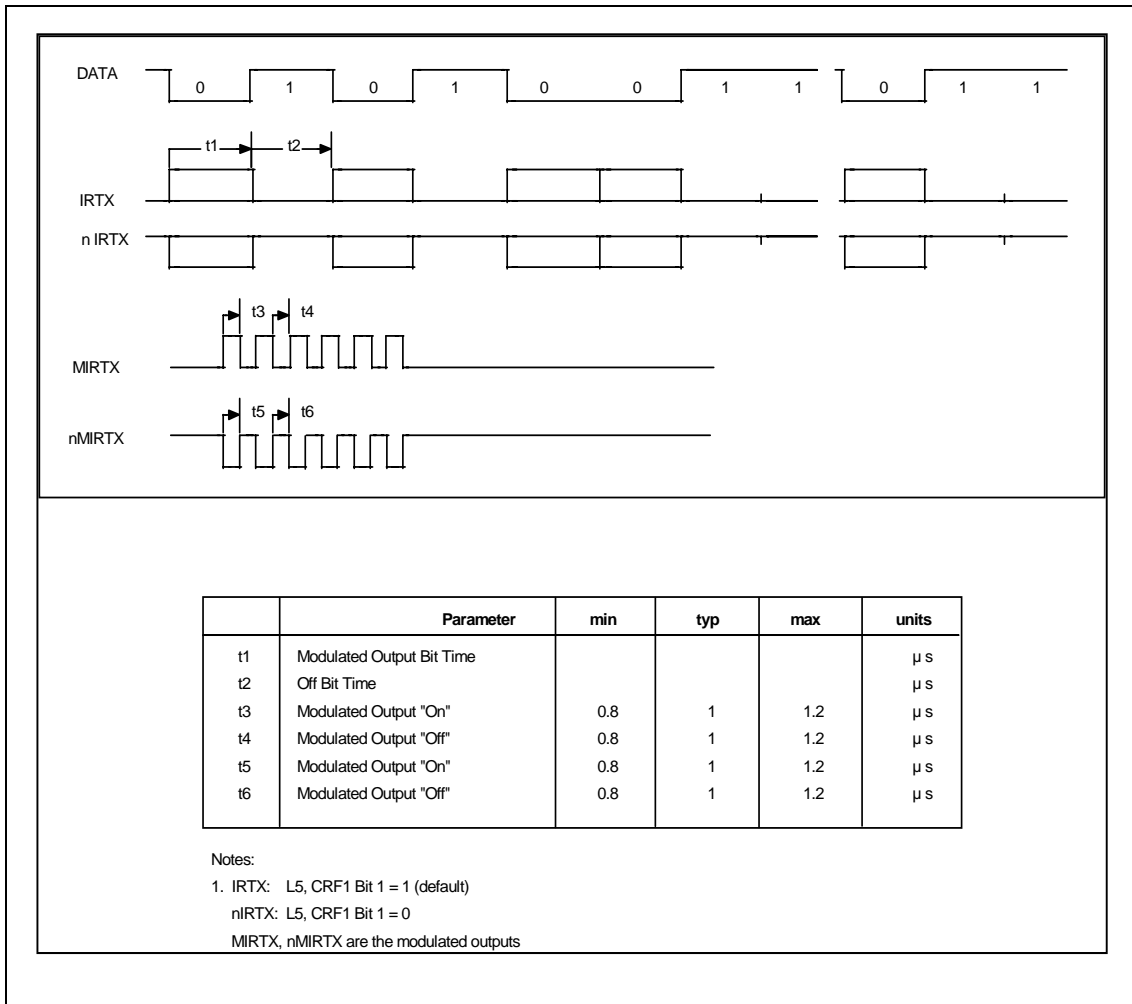 DATA
0 1 0 1 0 0 1 1 0 1 1
t1 t2
IRTX
n IRTX
t3 t4
MIRTX
t5 t6
nMIRTX
Parameter min typ max units
t1 Modulated Output Bit Time µ s
t2 Off Bit Time µ s
t3 Modulated Output "On" 0.8 1 1.2 µ s
t4 Modulated Output "Off" 0.8 1 1.2 µ s
t5 Modulated Output "On" 0.8 1 1.2 µ s
t6 Modulated Output "Off" 0.8 1 1.2 µ s
Notes:
1. IRTX: L5, CRF1 Bit 1 = 1 (default)
nIRTX: L5, CRF1 Bit 1 = 0
MIRTX, nMIRTX are the modulated outputs